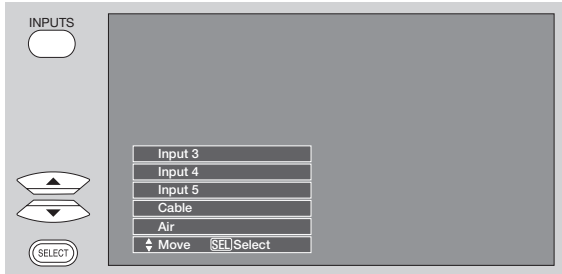 INPUTS
Input 3
Input 4
Input 5
Cable
Air
Move SEL Select
SELECT